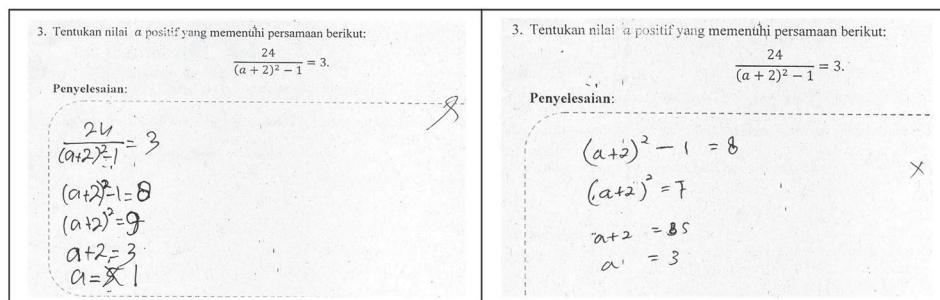 3. Tentukan nilai a positif yang memenuhi persamaan berikut:
24
(a + 2)² − 1 = 3.
Penyelesaian:
24
(a+2)²-1 = 3
(a+2)²-1=8
(a+2)²=9
a+2=3
a= 1
3. Tentukan nilai a positif yang memenuhi persamaan berikut:
24
(a + 2)² − 1 = 3.
Penyelesaian:
(a+2)² − 1 = 8
(a+2)² = 7
a+2 =
a = 3